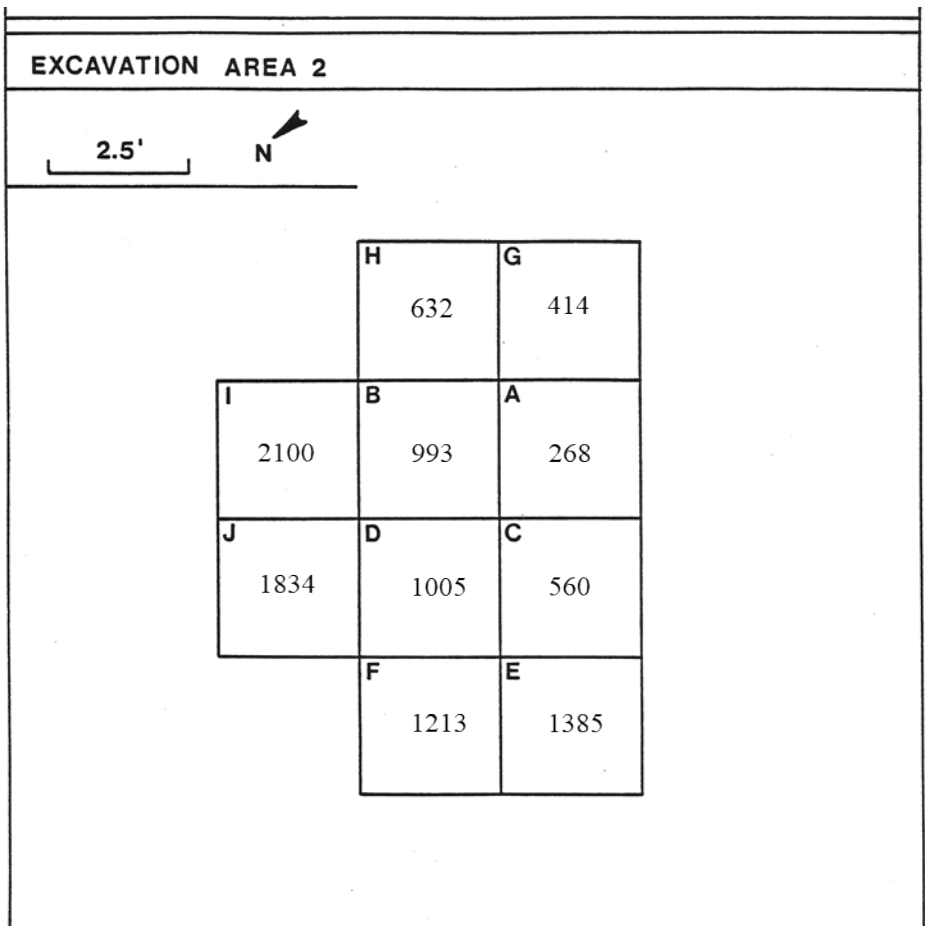 EXCAVATION AREA 2
2.5'
N
H
G
632
414
I
B
A
2100
993
268
J
D
C
1834
1005
560
F
E
1213
1385